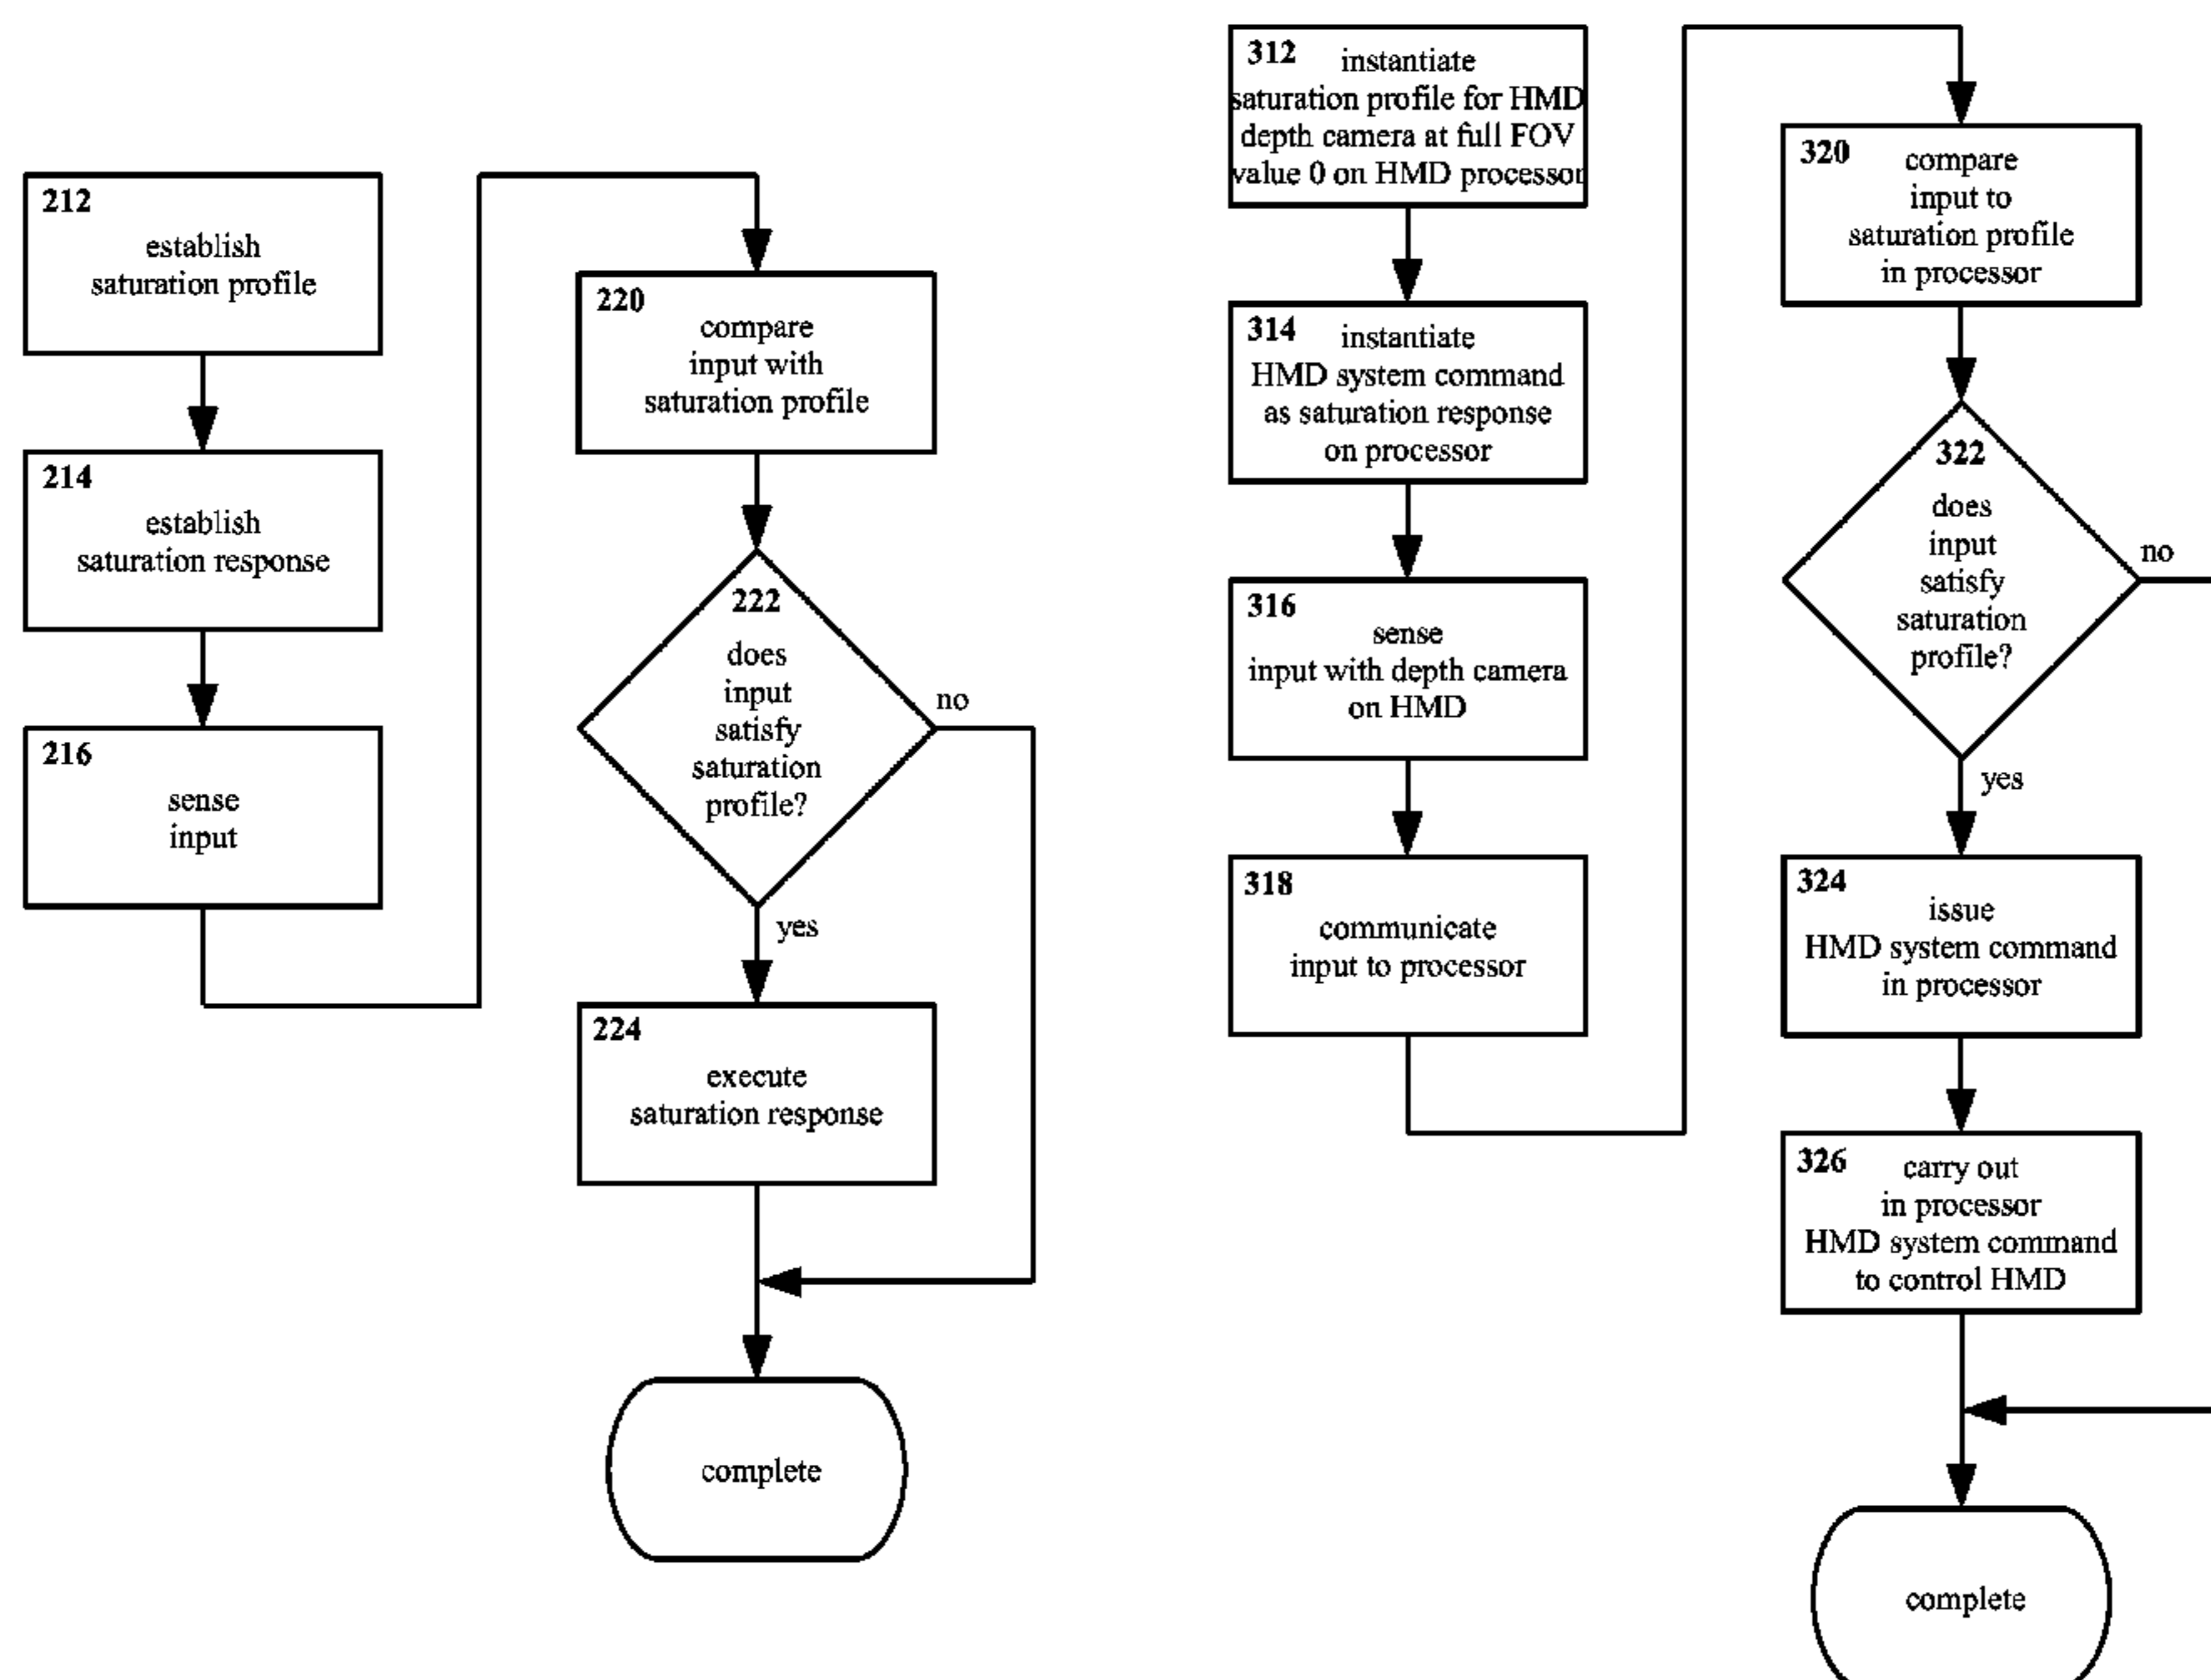 212
establish
saturation profile
214
establish
saturation response
216
sense
input
220
compare
input with
saturation profile
222
does
input
satisfy
saturation
profile?
no
yes
224
execute
saturation response
complete
312 instantiate
saturation profile for HMD
depth camera at full FOV
value 0 on HMD processor
314 instantiate
HMD system command
as saturation response
on processor
316
sense
input with depth camera
on HMD
318
communicate
input to processor
320 compare
input to
saturation profile
in processor
322
does
input
satisfy
saturation
profile?
no
yes
324
issue
HMD system command
in processor
326 carry out
in processor
HMD system command
to control HMD
complete